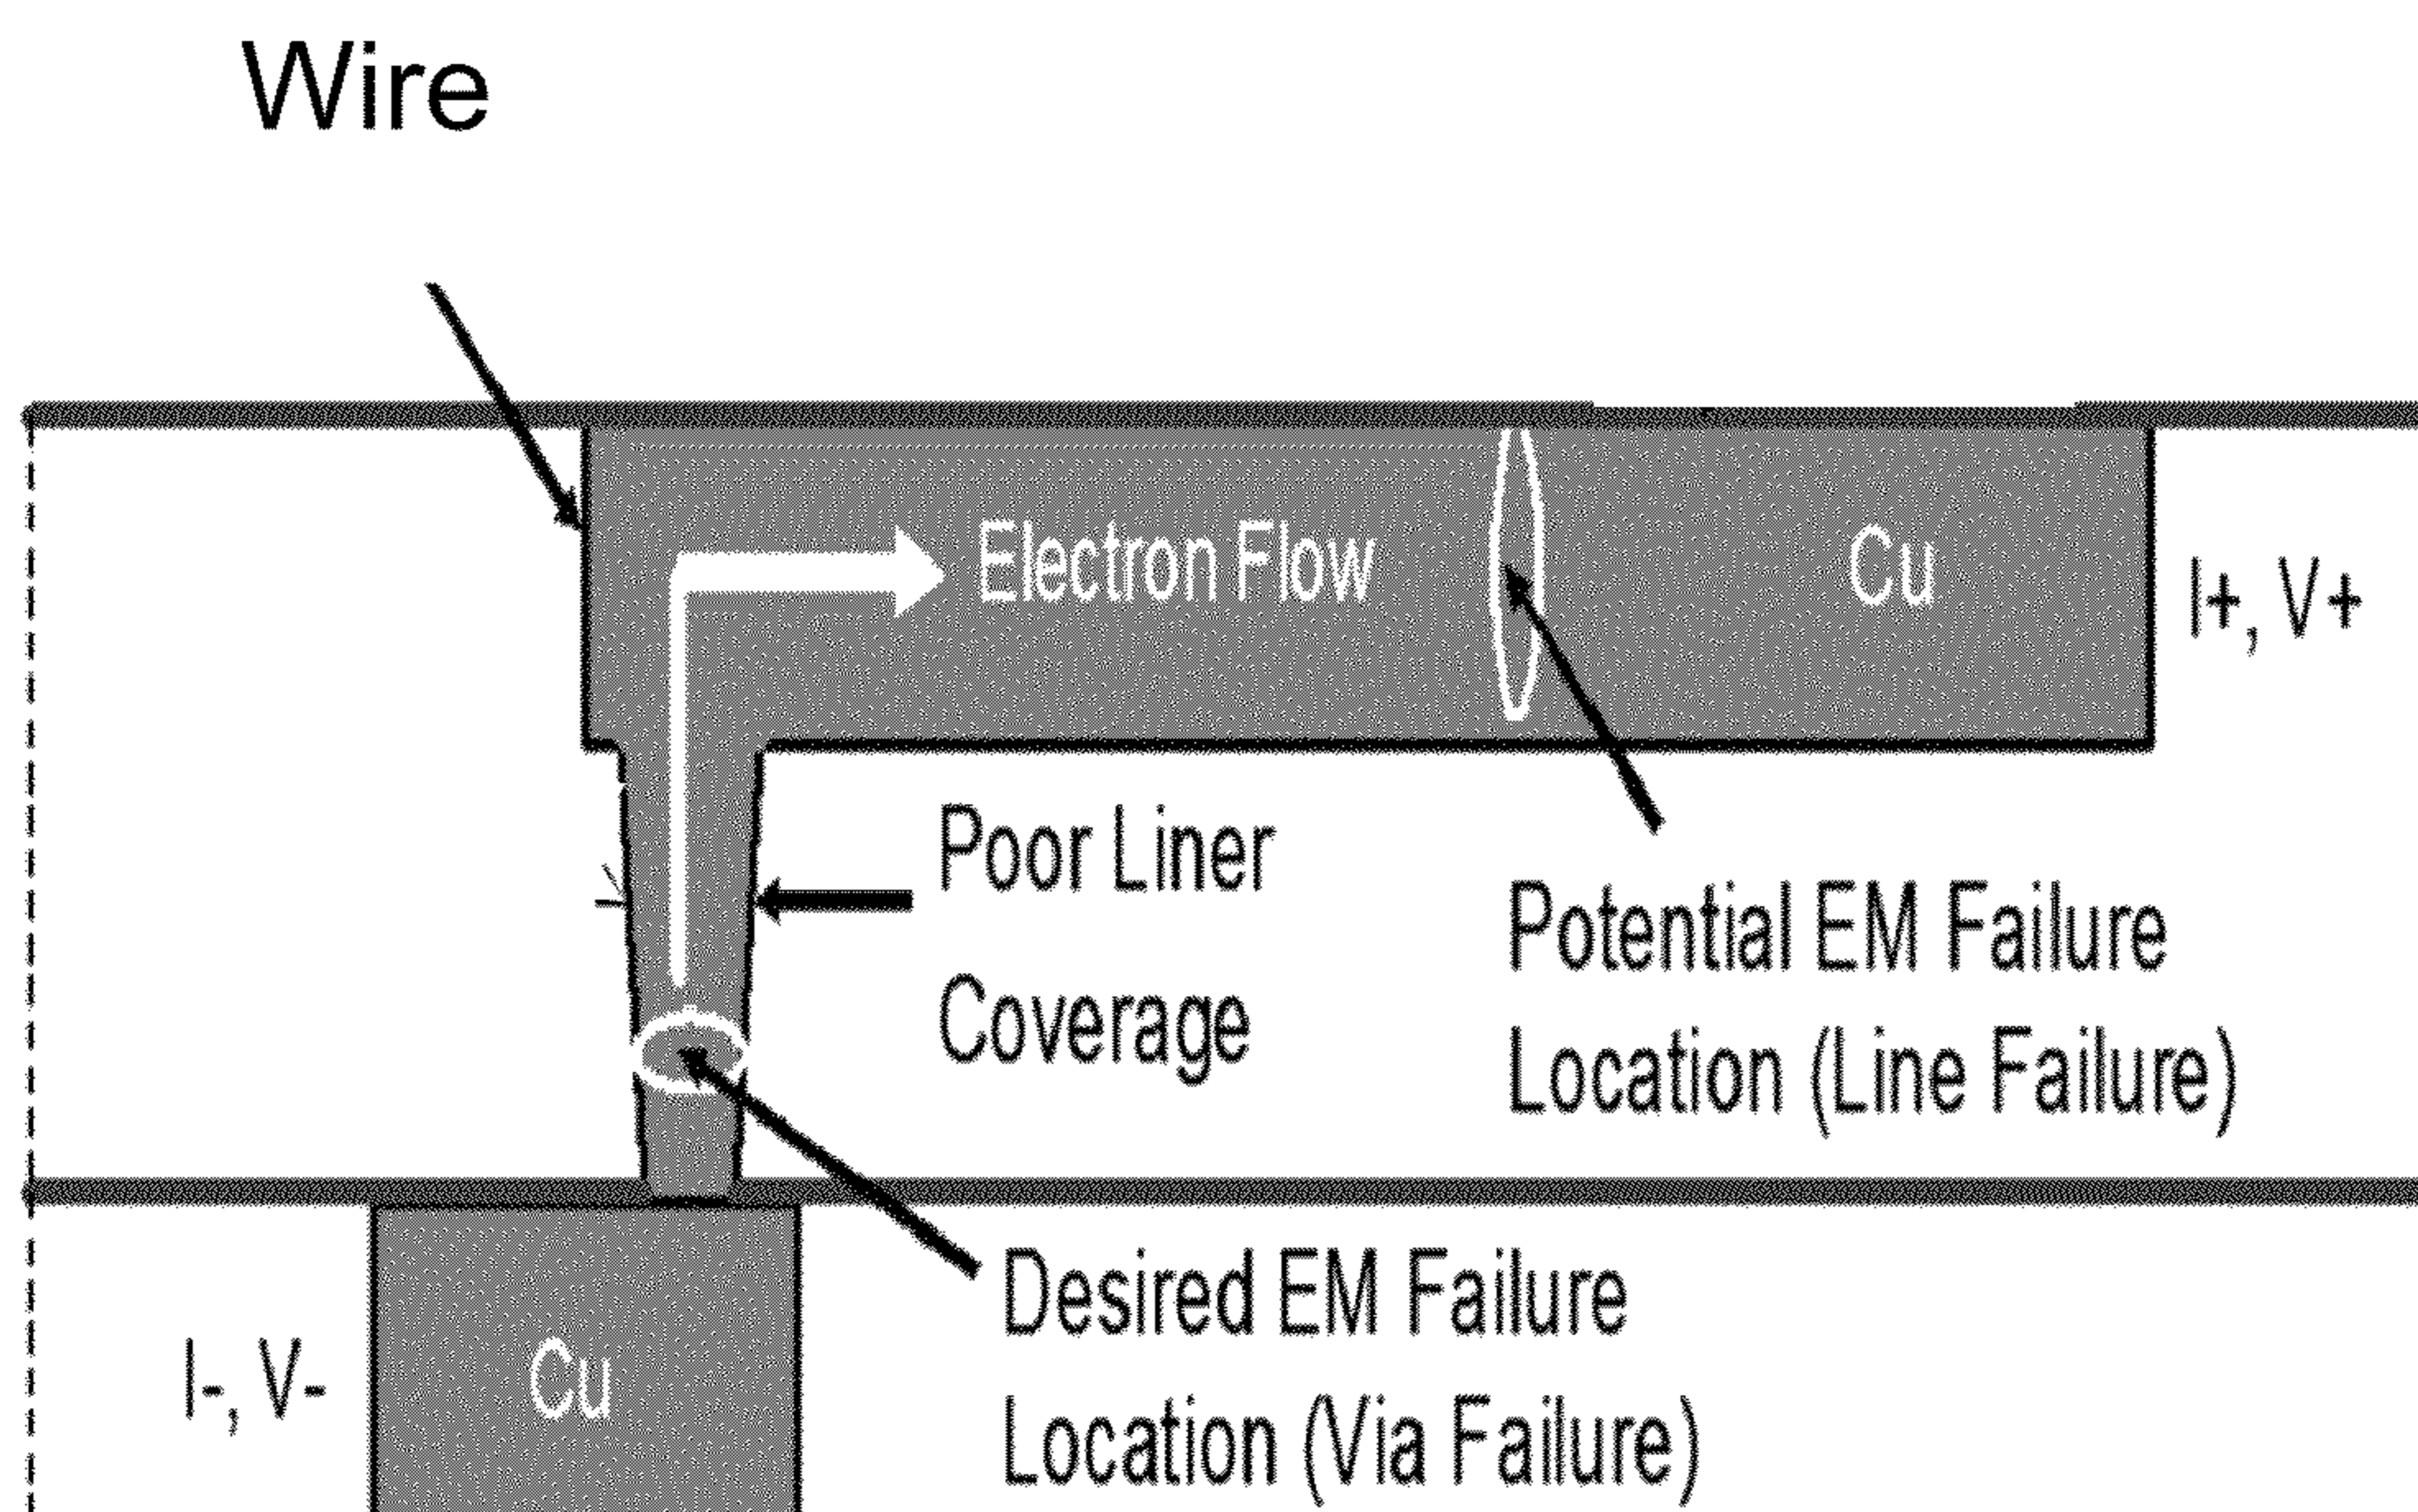 Wire
Electron Flow
Cu
I+, V+
Poor Liner
Coverage
Potential EM Failure
Location (Line Failure)
Desired EM Failure
Location (Via Failure)
I-, V-
Cu